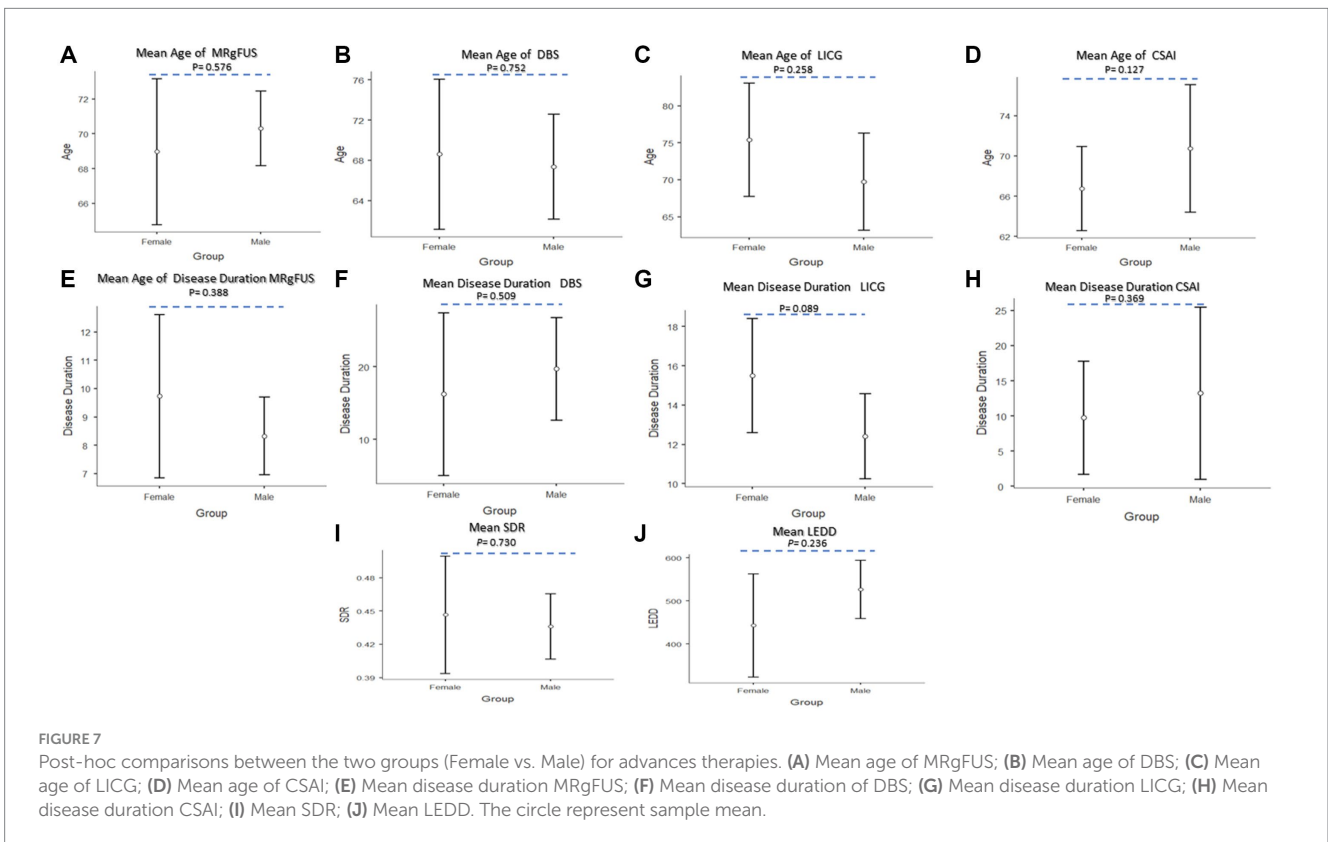 A
Mean Age of MRgFUS
P= 0.576
72
70
68
66
Age
Female
Male
Group
B
Mean Age of DBS
P= 0.752
76
72
68
64
Age
Female
Male
Group
C
Mean Age of LICG
P= 0.258
80
75
70
65
Age
Female
Male
Group
D
Mean Age of CSAI
P= 0.127
74
70
66
62
Age
Female
Male
Group
E
Mean Age of Disease Duration MRgFUS
P= 0.388
12
11
10
9
8
7
Disease Duration
Female
Male
Group
F
Mean Disease Duration DBS
P= 0.509
20
10
Disease Duration
Female
Male
Group
G
Mean Disease Duration LICG
P= 0.089
18
16
14
12
10
Disease Duration
Female
Male
Group
H
Mean Disease Duration CSAI
P= 0.369
25
20
15
10
5
0
Disease Duration
Female
Male
Group
I
Mean SDR
P= 0.730
0.48
0.45
0.42
0.39
SDR
Female
Male
Group
J
Mean LEDD
P= 0.236
600
500
400
LEDD
Female
Male
Group
FIGURE 7
Post-hoc comparisons between the two groups (Female vs. Male) for advances therapies. (A) Mean age of MRgFUS; (B) Mean age of DBS; (C) Mean
age of LICG; (D) Mean age of CSAI; (E) Mean disease duration MRgFUS; (F) Mean disease duration of DBS; (G) Mean disease duration LICG; (H) Mean
disease duration CSAI; (I) Mean SDR; (J) Mean LEDD. The circle represent sample mean.